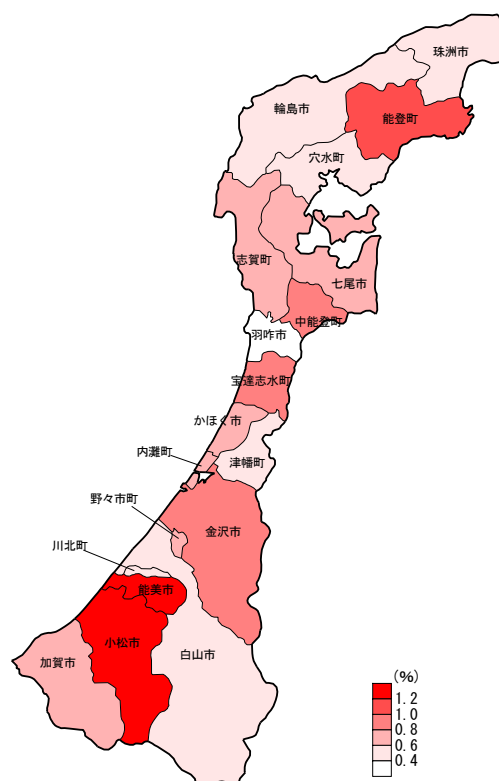 珠洲市
輪島市
能登町
穴水町
志賀町
七尾市
中能登町
羽咋市
宝達志水町
かほく市
内灘町
津幡町
野々市町
金沢市
川北町
能美市
小松市
白山市
加賀市
(%)
1.2
1.0
0.8
0.6
0.4